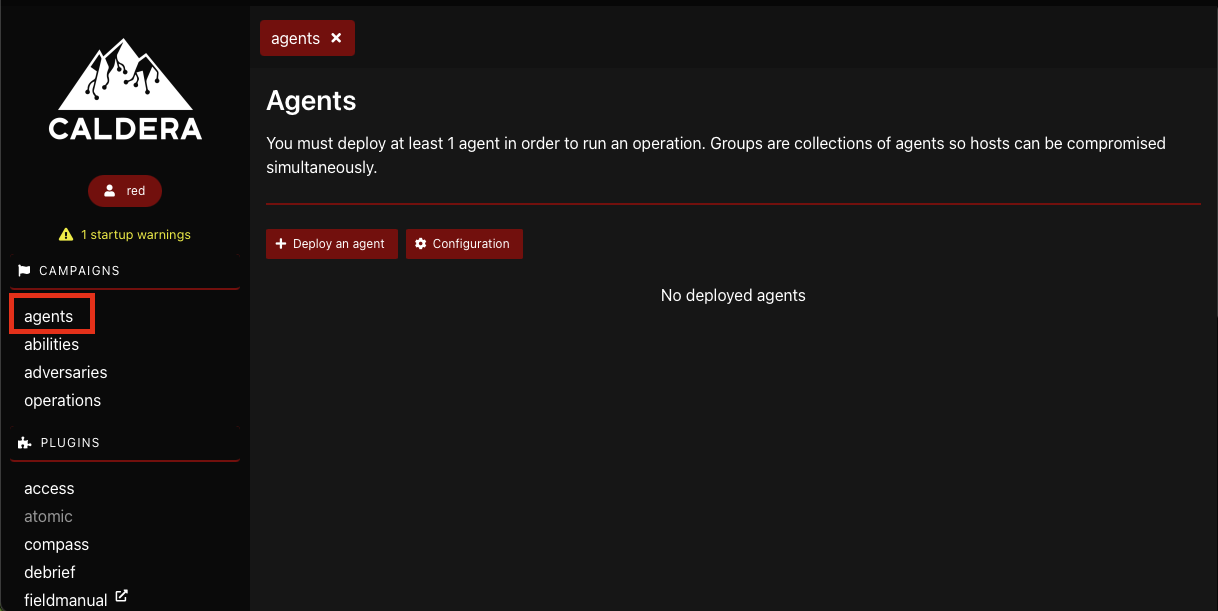 CALDERA
red
1 startup warnings
CAMPAIGNS
agents
abilities
adversaries
operations
PLUGINS
access
atomic
compass
debrief
fieldmanual
agents
Agents
You must deploy at least 1 agent in order to run an operation. Groups are collections of agents so hosts can be compromised
simultaneously.
Deploy an agent
Configuration
No deployed agents